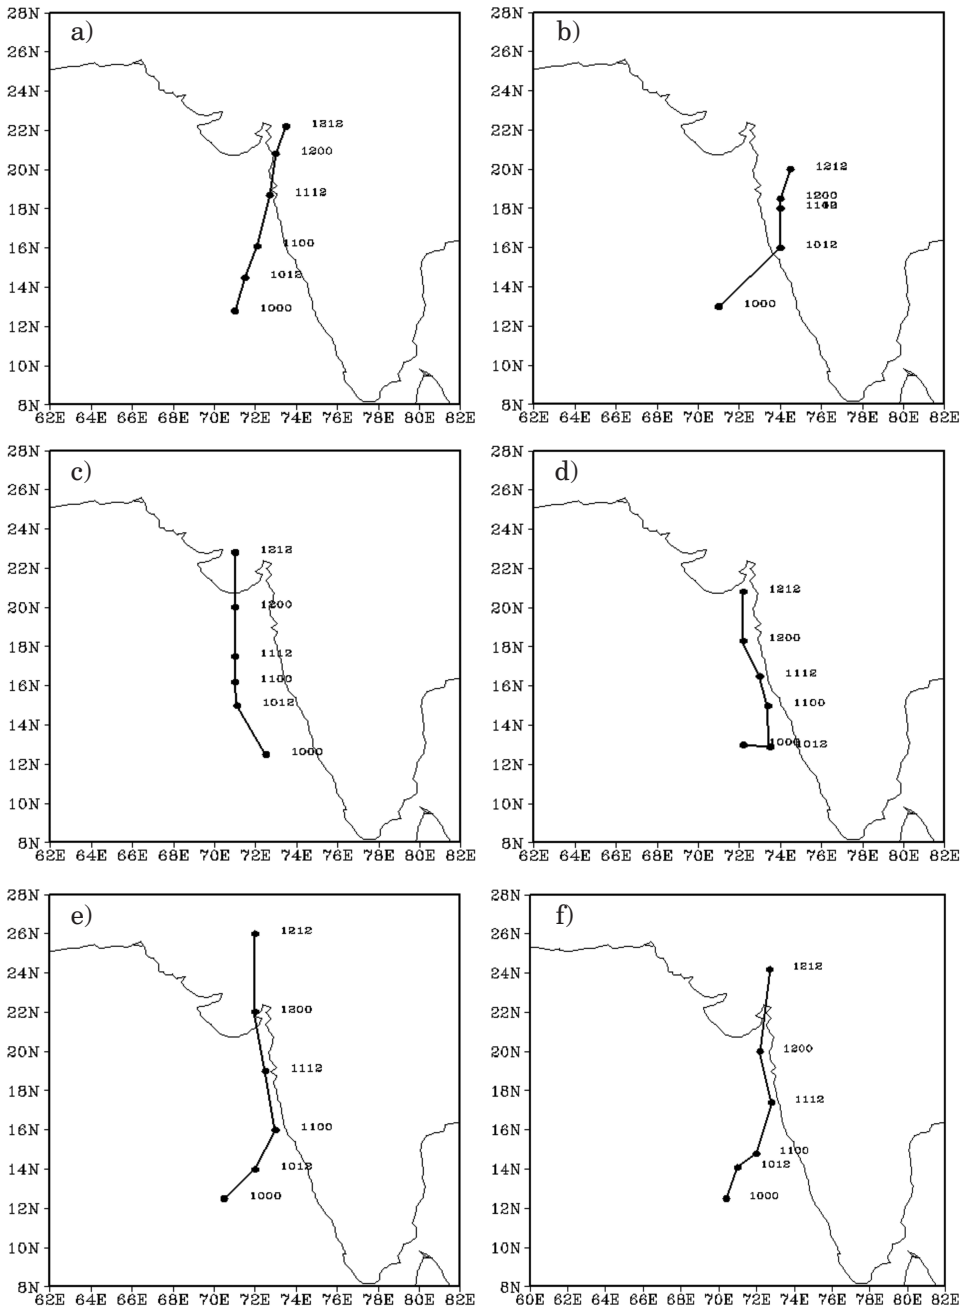 a)
28N
26N
24N
22N
20N
18N
16N
14N
12N
10N
8N
1212
1200
1112
1100
1012
1000
62E 64E 66E 68E 70E 72E 74E 76E 78E 80E 82E
b)
28N
26N
24N
22N
20N
18N
16N
14N
12N
10N
8N
1212
1200
1012
1000
62E 64E 66E 68E 70E 72E 74E 76E 78E 80E 82E
c)
28N
26N
24N
22N
20N
18N
16N
14N
12N
10N
8N
1212
1200
1112
1100
1012
1000
62E 64E 66E 68E 70E 72E 74E 76E 78E 80E 82E
d)
28N
26N
24N
22N
20N
18N
16N
14N
12N
10N
8N
1212
1200
1112
1100
1000 1012
62E 64E 66E 68E 70E 72E 74E 76E 78E 80E 82E
e)
28N
26N
24N
22N
20N
18N
16N
14N
12N
10N
8N
1212
1200
1112
1100
1012
1000
62E 64E 66E 68E 70E 72E 74E 76E 78E 80E 82E
f)
28N
26N
24N
22N
20N
18N
16N
14N
12N
10N
8N
1212
1200
1112
1100
1012
1000
60E 62E 64E 66E 68E 70E 72E 74E 76E 78E 80E 82E